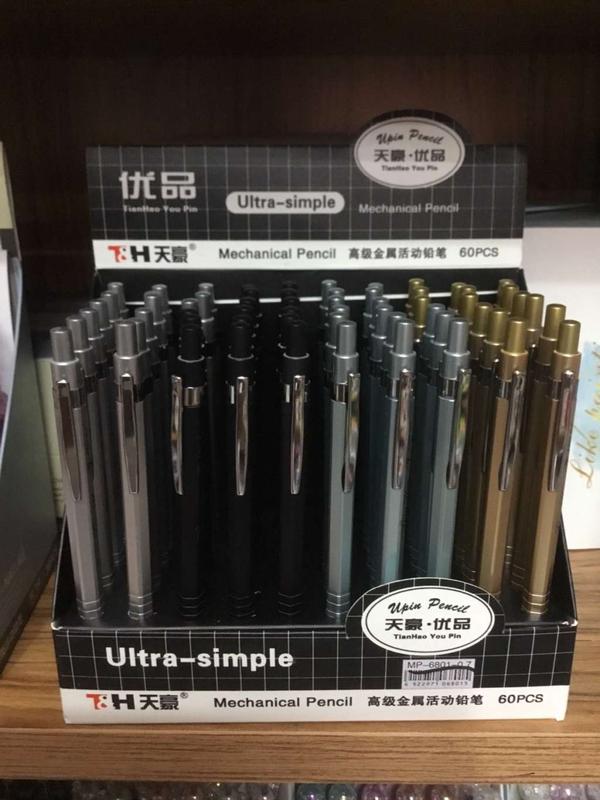 Upin Pencil
天豪·优品
TianHao You Pin
优品
TianHao You Pin
Ultra-simple
Mechanical Pencil
T&H天豪® Mechanical Pencil 高级金属活动铅笔 60PCS
Like
Upin Pencil
天豪·优品
TianHao You Pin
Ultra-simple
MP-6801-0.7
T&H天豪® Mechanical Pencil 高级金属活动铅笔 60PCS